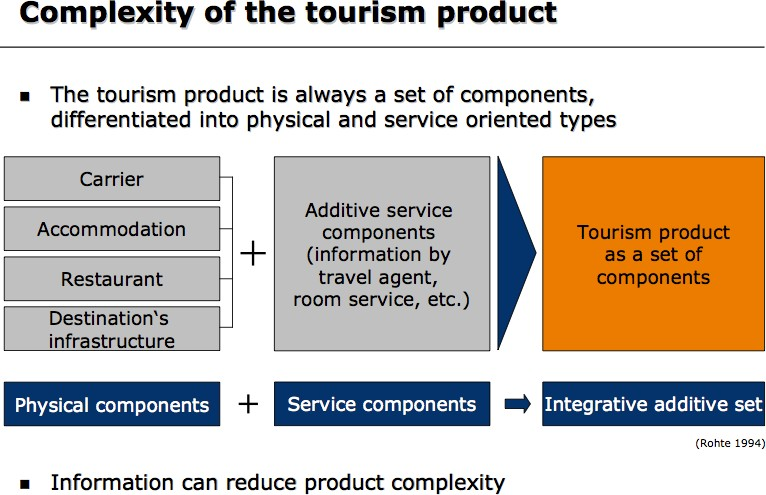 Complexity of the tourism product
■ The tourism product is always a set of components,
differentiated into physical and service oriented types
Carrier
Accommodation
Restaurant
Destination‘s
infrastructure
+
Additive service
components
(information by
travel agent,
room service, etc.)
Tourism product
as a set of
components
Physical components
+
Service components
Integrative additive set
(Rohte 1994)
■ Information can reduce product complexity